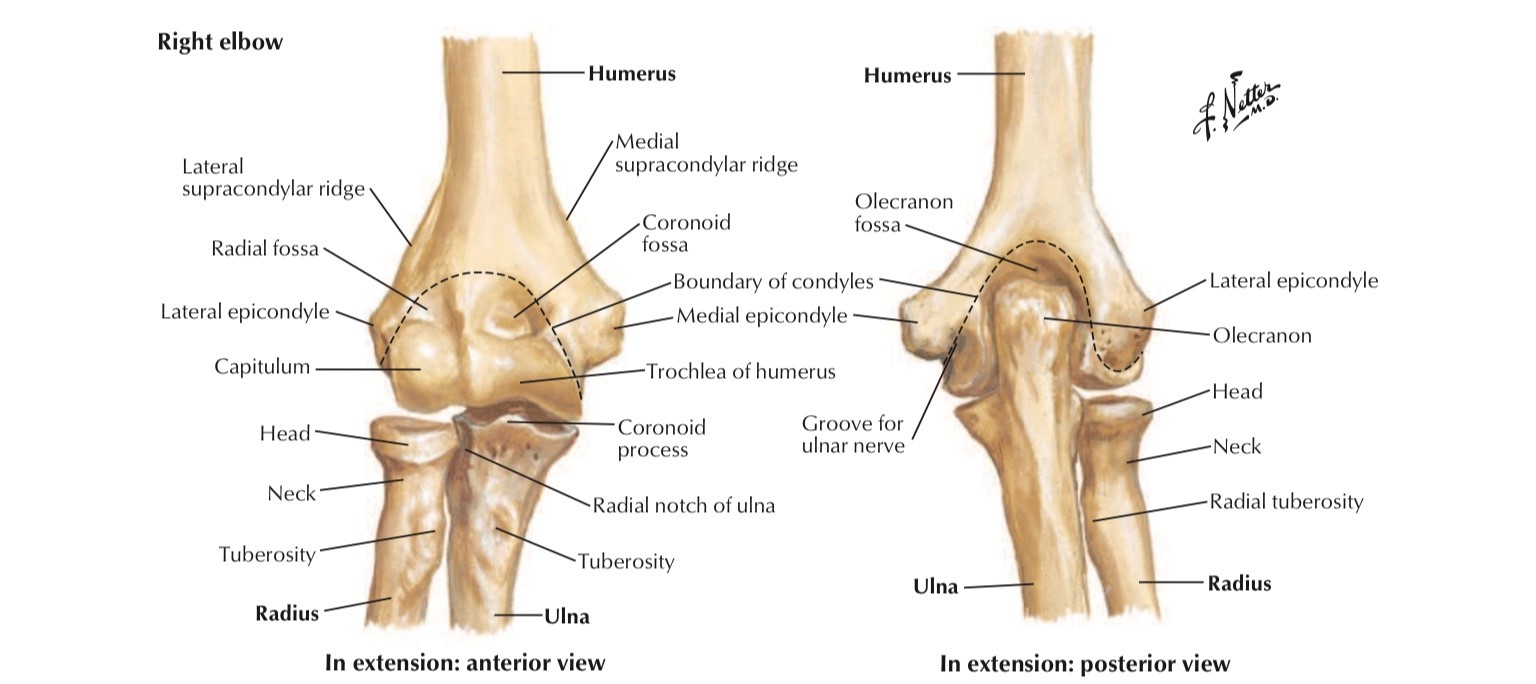 Right elbow
Humerus
Medial
supracondylar ridge
Lateral
supracondylar ridge
Coronoid
fossa
Radial fossa
Boundary of condyles
Lateral epicondyle
Medial epicondyle
Capitulum
Trochlea of humerus
Head
Coronoid
process
Neck
Radial notch of ulna
Tuberosity
Tuberosity
Radius
Ulna
In extension: anterior view
Humerus
F. Netter
M.D.
Olecranon
fossa
Lateral epicondyle
Olecranon
Head
Groove for
ulnar nerve
Neck
Radial tuberosity
Ulna
Radius
In extension: posterior view